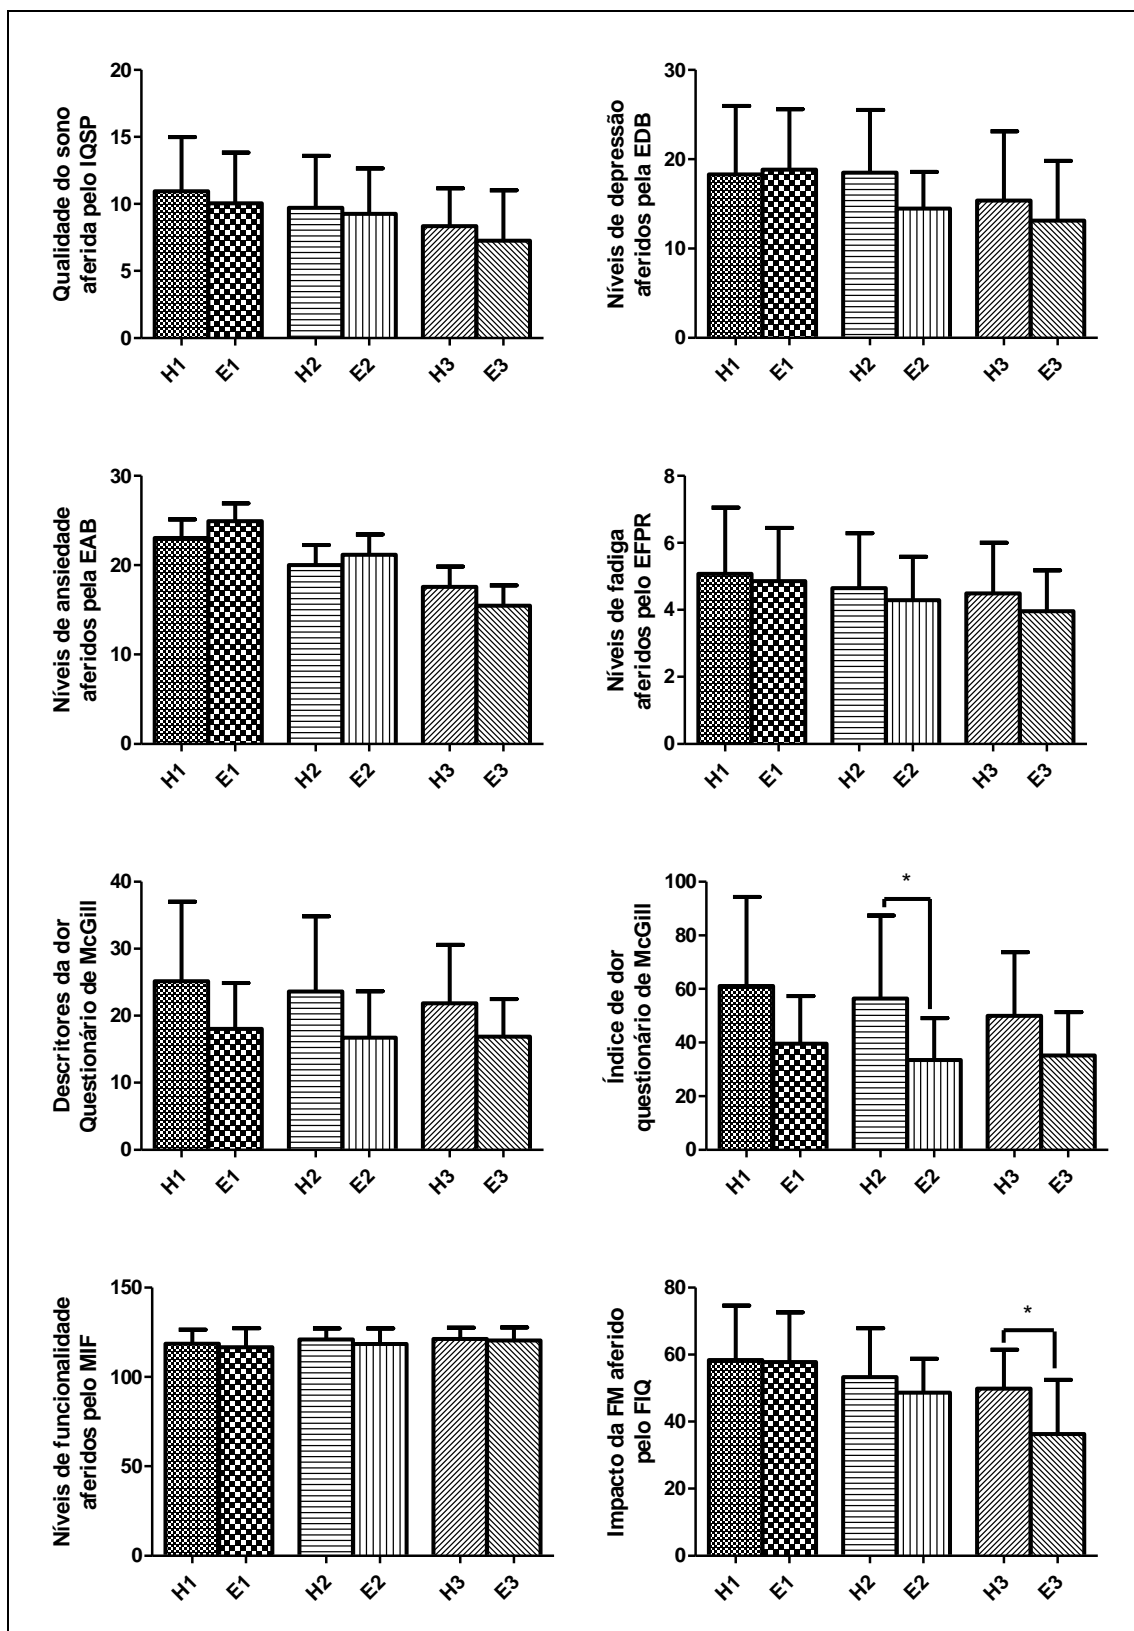 Qualidade do sono
aferida pelo IQSP
20
15
10
5
0
H1 E1 H2 E2 H3 E3
Níveis de depressão
aferidos pela EDB
30
20
10
0
H1 E1 H2 E2 H3 E3
Níveis de ansiedade
aferidos pela EAB
30
20
10
0
H1 E1 H2 E2 H3 E3
Níveis de fadiga
aferidos pelo EFPR
8
6
4
2
0
H1 E1 H2 E2 H3 E3
Descritores da dor
Questionário de McGill
40
30
20
10
0
H1 E1 H2 E2 H3 E3
Índice de dor
questionário de McGill
100
80
60
40
20
0
*
H1 E1 H2 E2 H3 E3
Níveis de funcionalidade
aferidos pelo MIF
150
100
50
0
H1 E1 H2 E2 H3 E3
Impacto da FM aferido
pelo FIQ
80
60
40
20
0
*
H1 E1 H2 E2 H3 E3